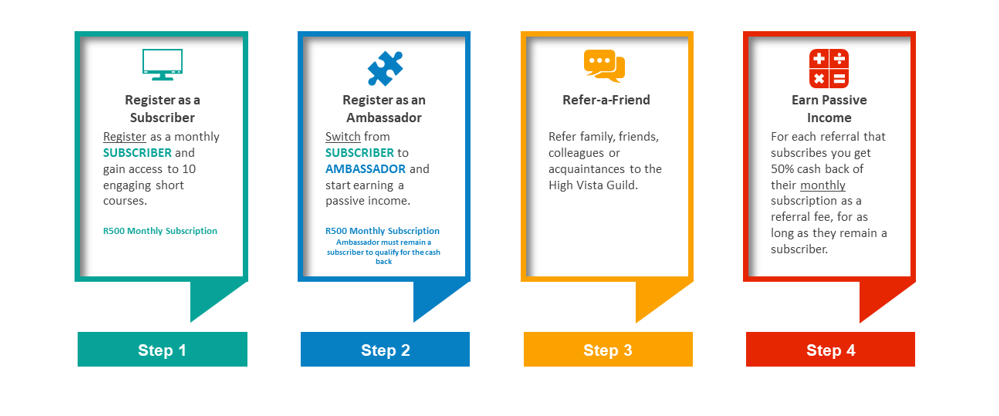 Register as a
Subscriber
Register as a monthly
SUBSCRIBER and
gain access to 10
engaging short
courses.
R500 Monthly Subscription
Register as an
Ambassador
Switch from
SUBSCRIBER to
AMBASSADOR and
start earning a
passive income.
R500 Monthly Subscription
Ambassador must remain a
subscriber to qualify for the cash
back
Refer-a-Friend
Refer family, friends,
colleagues or
acquaintances to the
High Vista Guild.
Earn Passive
Income
For each referral that
subscribes you get
50% cash back of
their monthly
subscription as a
referral fee, for as
long as they remain a
subscriber.
Step 1
Step 2
Step 3
Step 4